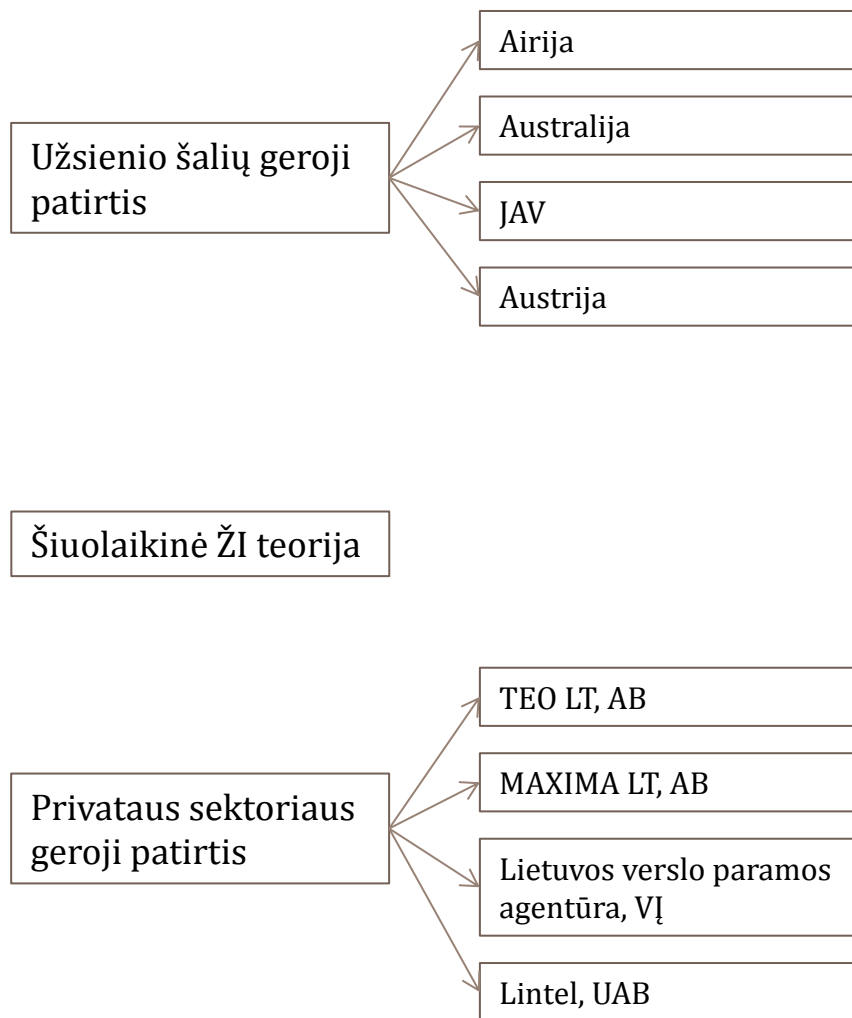 Airija
Australija
Užsienio šalių geroji
patirtis
JAV
Austrija
Šiuolaikinė ŽI teorija
TEO LT, AB
MAXIMA LT, AB
Privataus sektoriaus
geroji patirtis
Lietuvos verslo paramos
agentūra, VĮ
Lintel, UAB